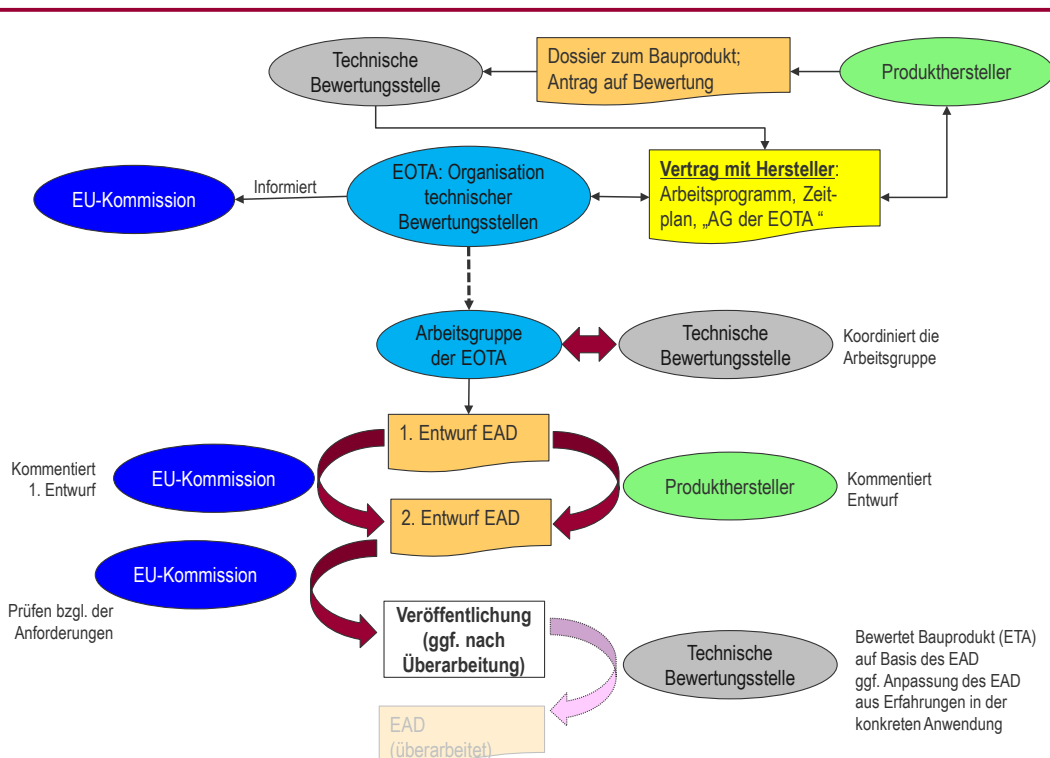 Technische
Bewertungsstelle
Dossier zum Bauprodukt;
Antrag auf Bewertung
Produkthersteller
EU-Kommission
Informiert
EOTA: Organisation
technischer
Bewertungsstellen
Vertrag mit Hersteller:
Arbeitsprogramm, Zeit-
plan, „AG der EOTA “
Arbeitsgruppe
der EOTA
Technische
Bewertungsstelle
Koordiniert die
Arbeitsgruppe
1. Entwurf EAD
Kommentiert
1. Entwurf
EU-Kommission
Produkthersteller
Kommentiert
Entwurf
2. Entwurf EAD
EU-Kommission
Prüfen bzgl. der
Anforderungen
Veröffentlichung
(ggf. nach
Überarbeitung)
Technische
Bewertungsstelle
Bewertet Bauprodukt (ETA)
auf Basis des EAD
ggf. Anpassung des EAD
aus Erfahrungen in der
konkreten Anwendung
EAD
(überarbeitet)